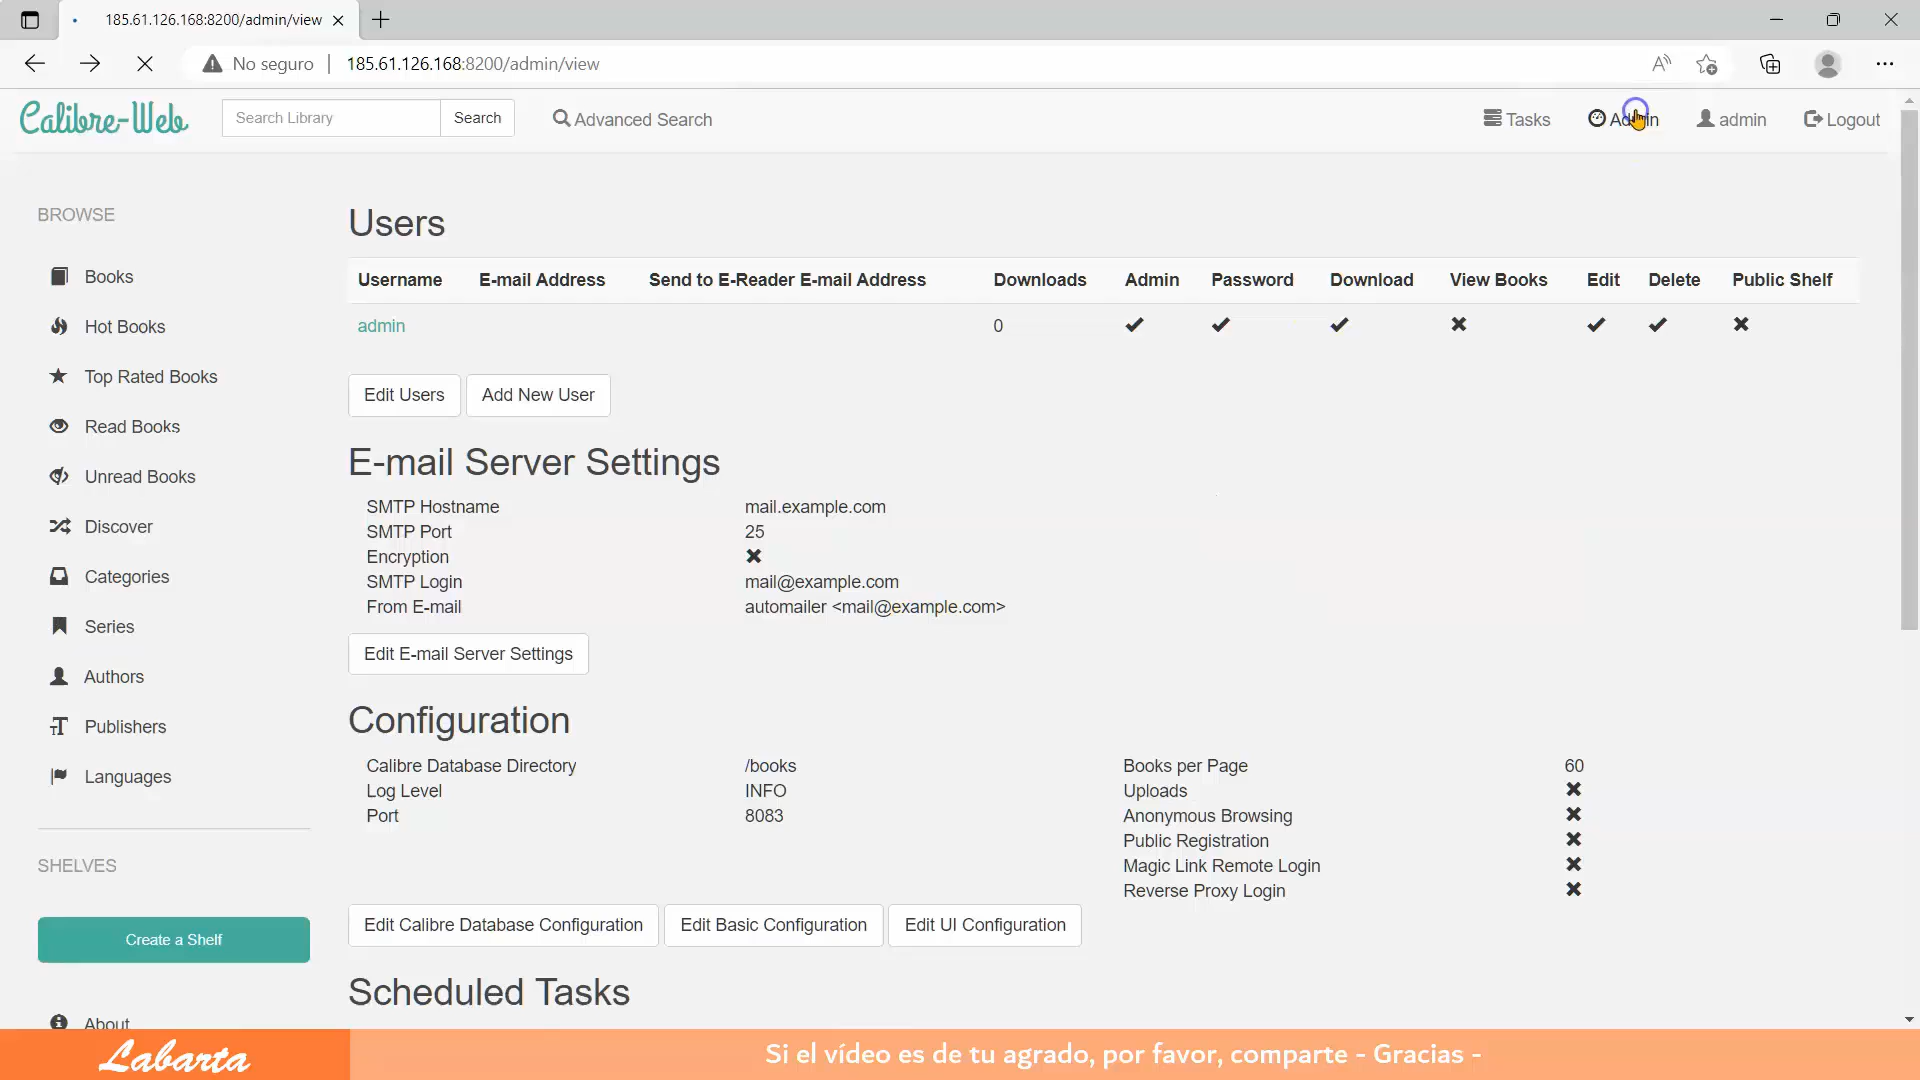 185.61.126.168:8200/admin/view
No seguro
185.61.126.168:8200/admin/view
Calibre-Web
Search Library
Search
Advanced Search
Tasks
Admin
admin
Logout
BROWSE
Books
Hot Books
Top Rated Books
Read Books
Unread Books
Discover
Categories
Series
Authors
Publishers
Languages
SHELVES
Create a Shelf
About
Users
Username E-mail Address Send to E-Reader E-mail Address Downloads Admin Password Download View Books Edit Delete Public Shelf
admin 0
Edit Users
Add New User
E-mail Server Settings
SMTP Hostname mail.example.com
SMTP Port 25
Encryption
SMTP Login mail@example.com
From E-mail automailer <mail@example.com>
Edit E-mail Server Settings
Configuration
Calibre Database Directory /books
Log Level INFO
Port 8083
Books per Page 60
Uploads
Anonymous Browsing
Public Registration
Magic Link Remote Login
Reverse Proxy Login
Edit Calibre Database Configuration
Edit Basic Configuration
Edit UI Configuration
Scheduled Tasks
Labarta
Si el vídeo es de tu agrado, por favor, comparte - Gracias -